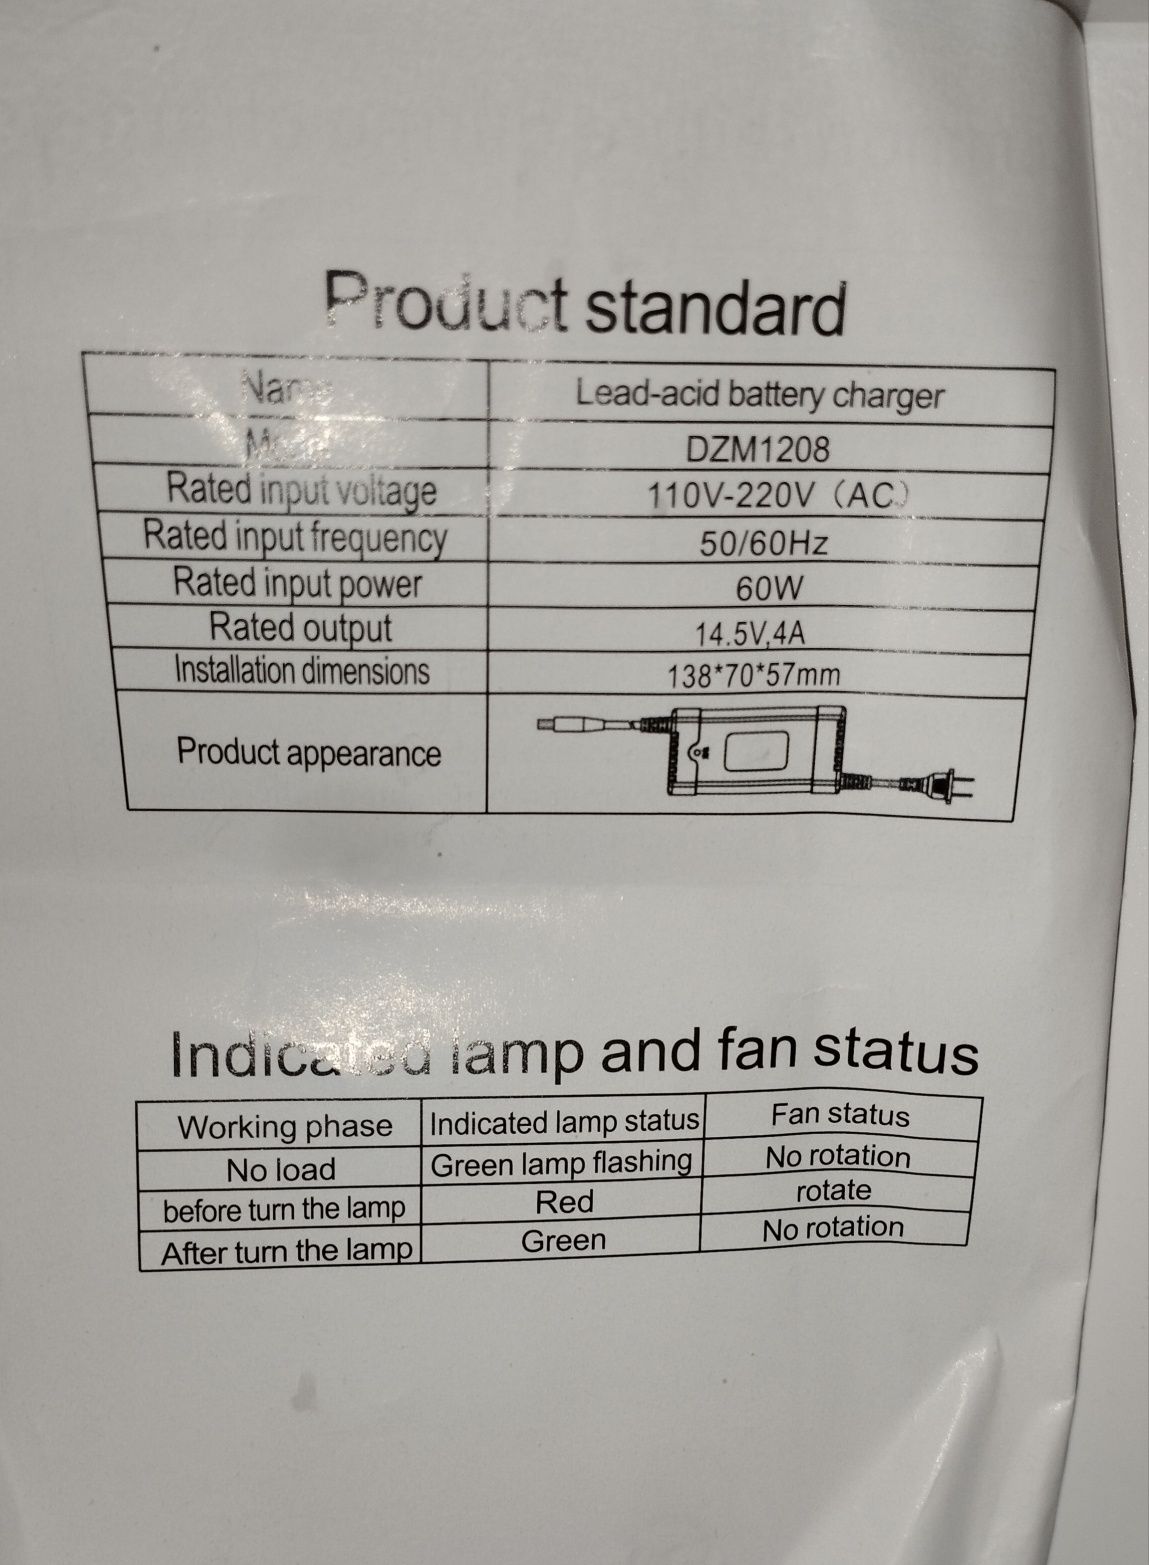 Product standard
Name Lead-acid battery charger
Model DZM1208
Rated input voltage 110V-220V (AC)
Rated input frequency 50/60Hz
Rated input power 60W
Rated output 14.5V,4A
Installation dimensions 138*70*57mm
Product appearance
Indicated lamp and fan status
Working phase Indicated lamp status Fan status
No load Green lamp flashing No rotation
before turn the lamp Red rotate
After turn the lamp Green No rotation